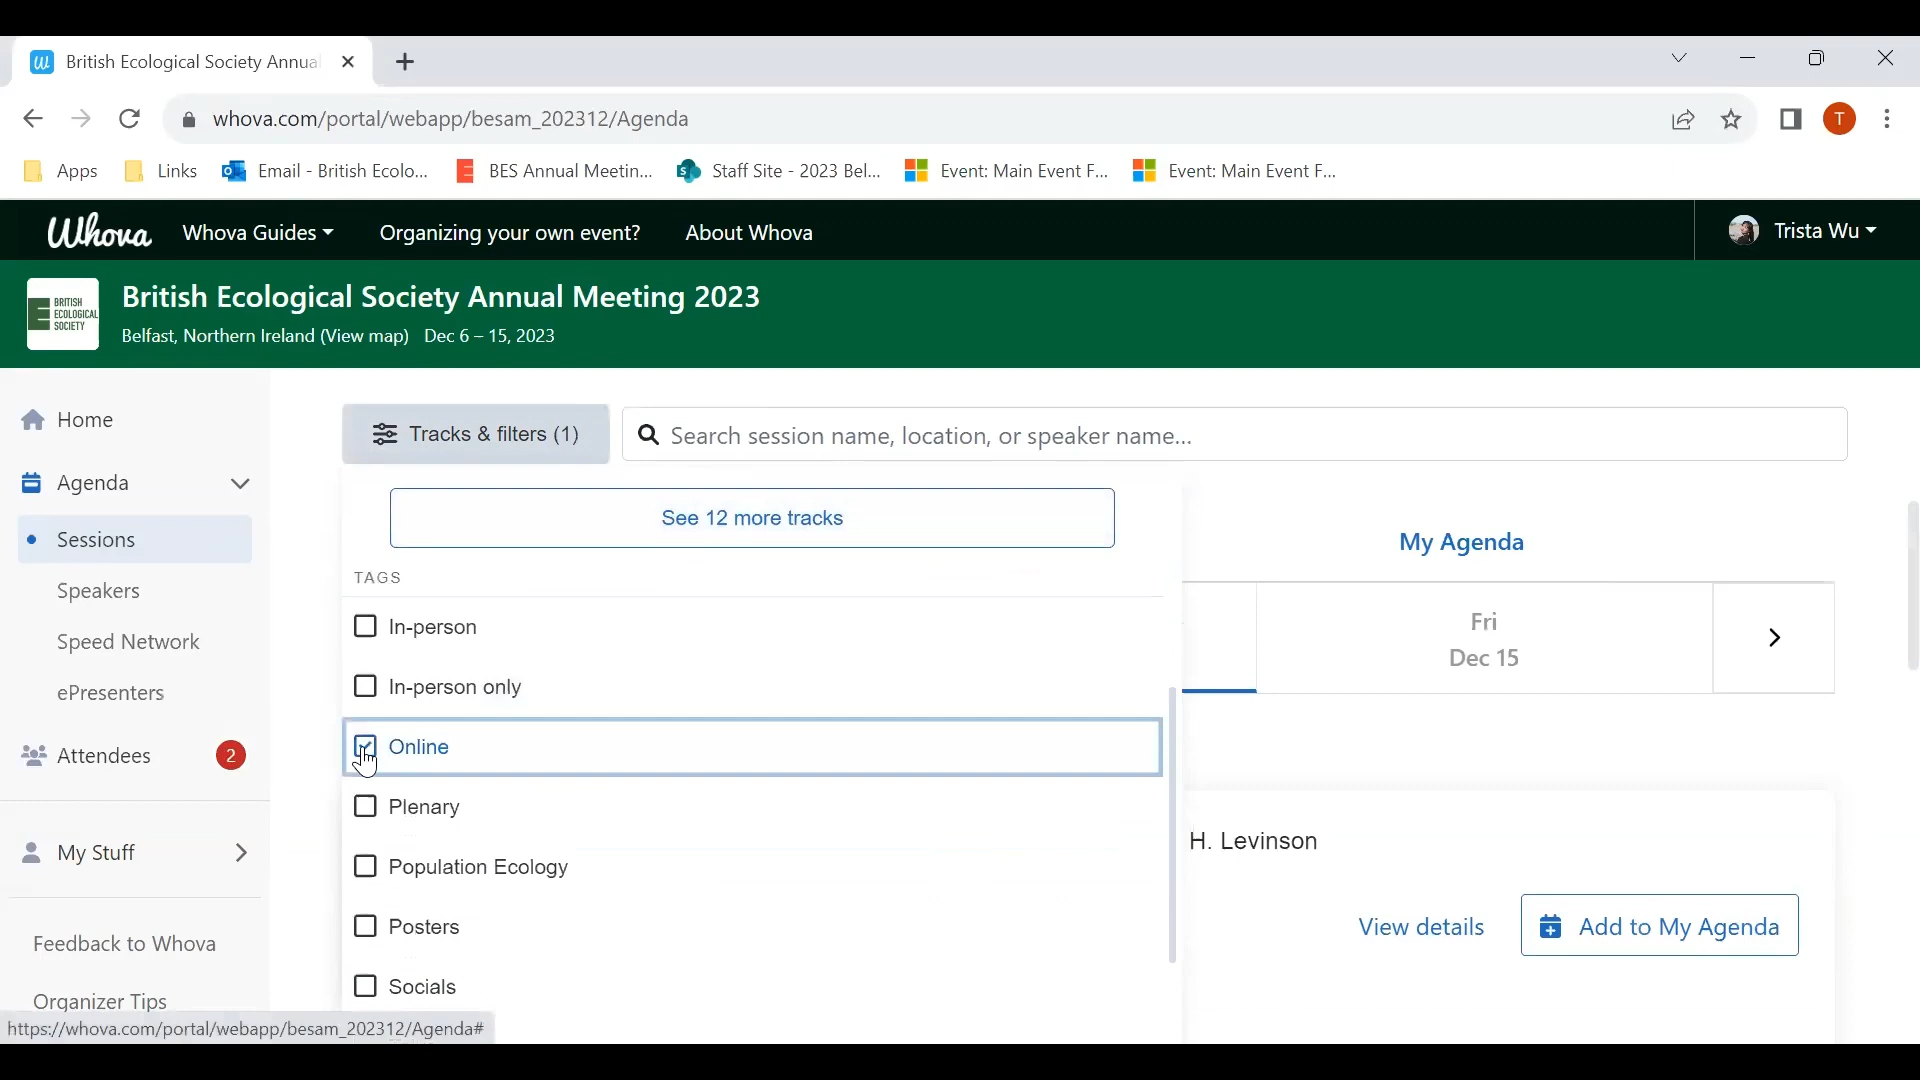 British Ecological Society Annual
whova.com/portal/webapp/besam_202312/Agenda
T
Apps Links Email - British Ecolo... BES Annual Meetin... Staff Site - 2023 Bel... Event: Main Event F... Event: Main Event F...
Whova Whova Guides Organizing your own event? About Whova Trista Wu
BRITISH
ECOLOGICAL
SOCIETY
British Ecological Society Annual Meeting 2023
Belfast, Northern Ireland (View map) Dec 6 – 15, 2023
Home
Agenda
Sessions
Speakers
Speed Network
ePresenters
Attendees 2
My Stuff
Feedback to Whova
Organizer Tips
https://whova.com/portal/webapp/besam_202312/Agenda#
Tracks & filters (1)
Search session name, location, or speaker name...
See 12 more tracks
TAGS
In-person
In-person only
Online
Plenary
Population Ecology
Posters
Socials
My Agenda
Fri
Dec 15
H. Levinson
View details
Add to My Agenda